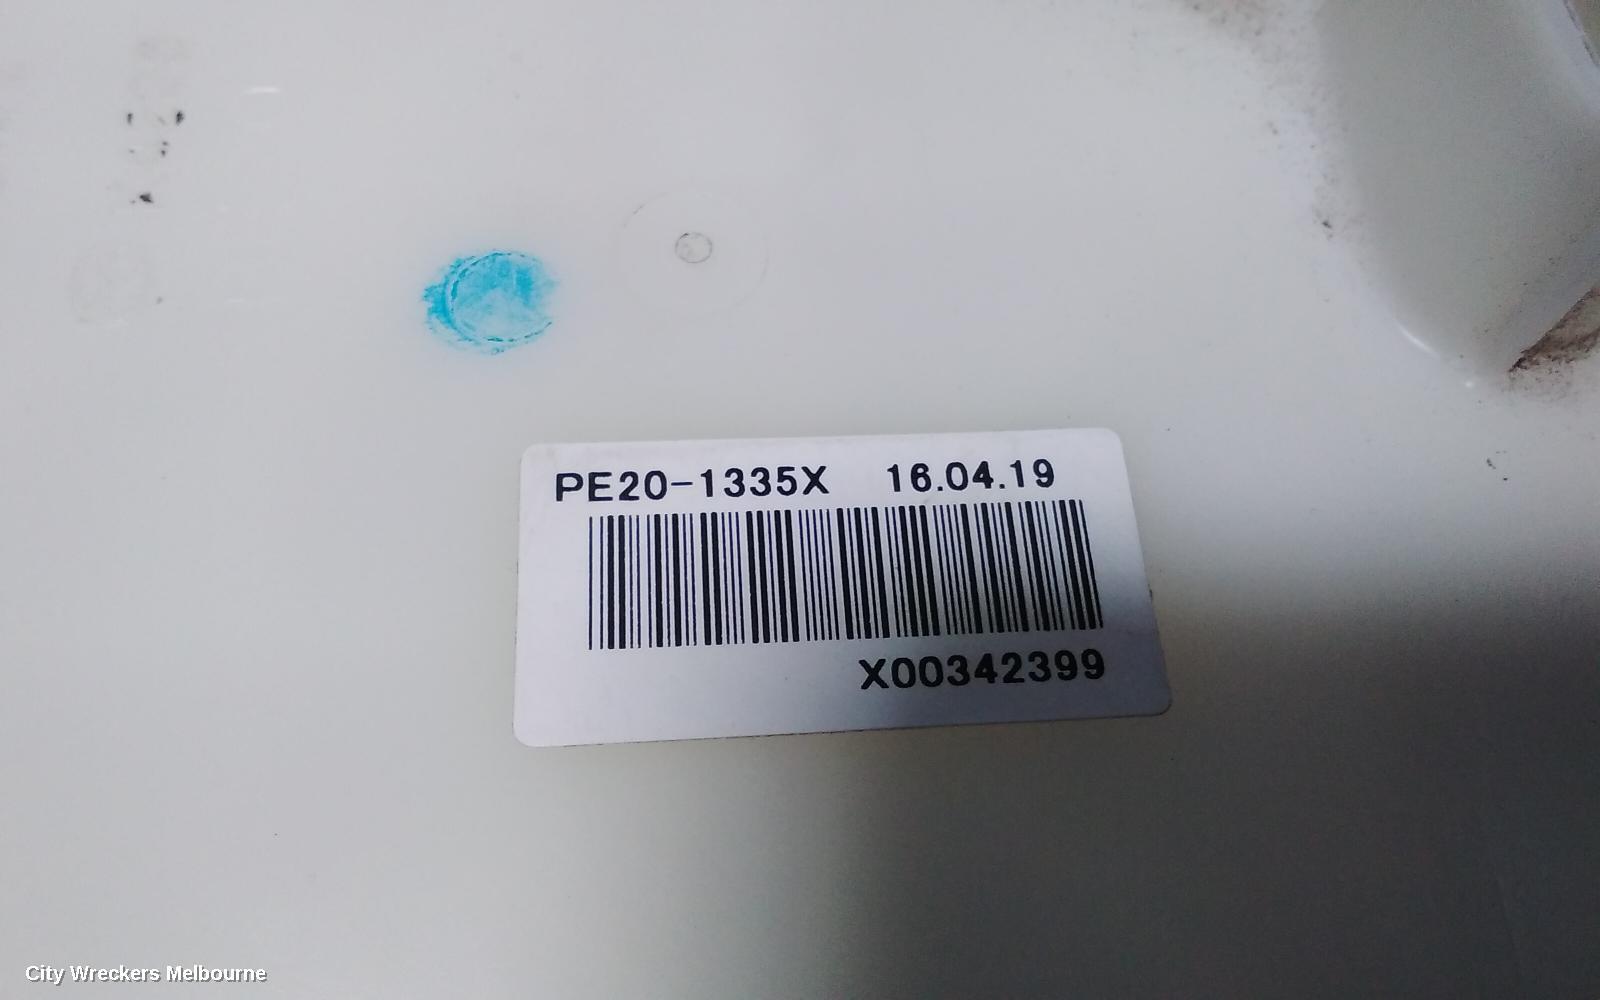 PE20-1335X 16.04.19
X00342399
City Wreckers Melbourne